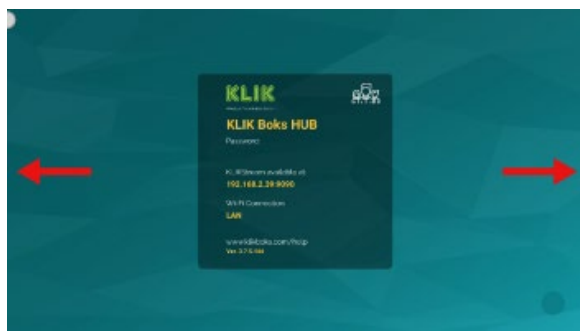 KLIK
KLIK Boks HUB
Password:
KLIKStream available at:
192.168.2.39:9090
Wi-Fi Connection:
LAN
www.klikboks.com/help